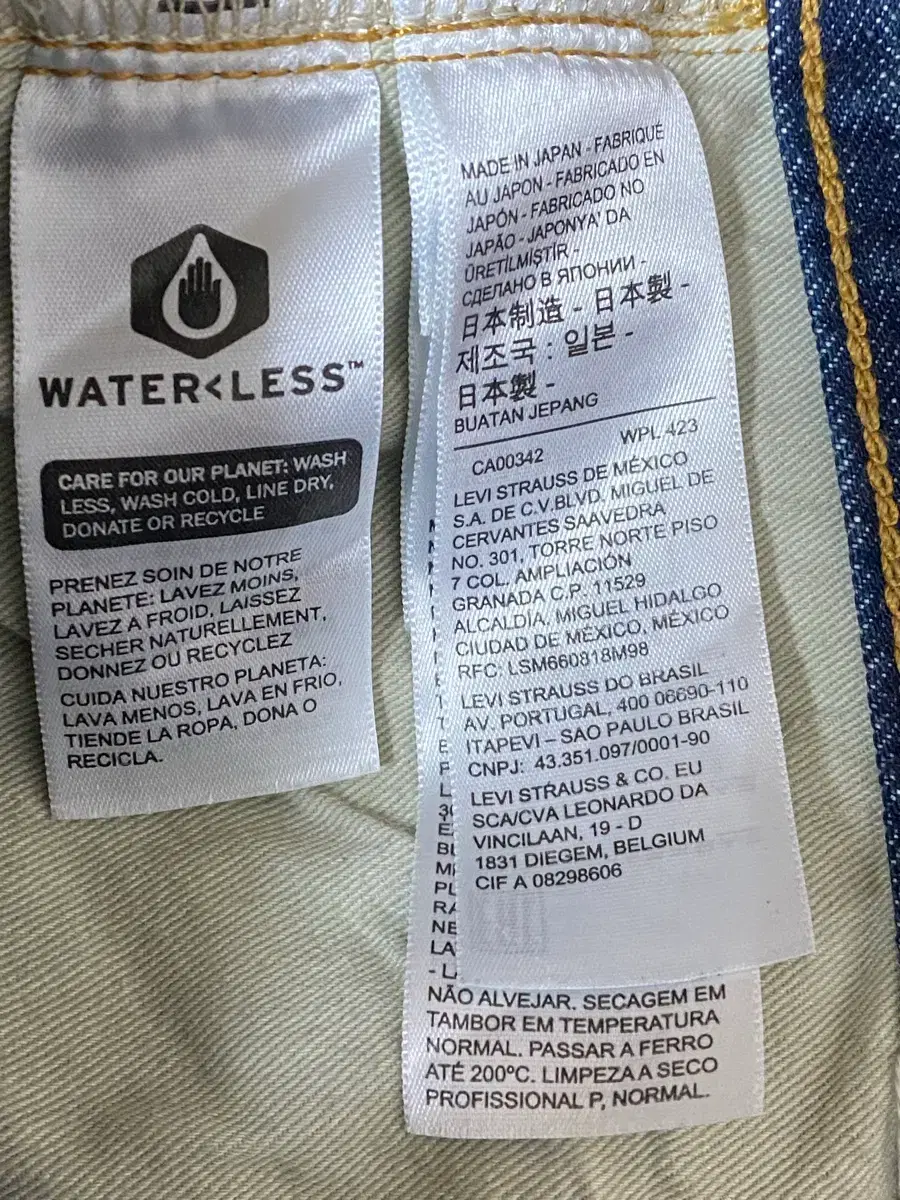 WATER<LESS™
CARE FOR OUR PLANET: WASH
LESS, WASH COLD, LINE DRY,
DONATE OR RECYCLE
PRENEZ SOIN DE NOTRE
PLANETE: LAVEZ MOINS,
LAVEZ A FROID, LAISSEZ
SECHER NATURELLEMENT,
DONNEZ OU RECYCLEZ
CUIDA NUESTRO PLANETA:
LAVA MENOS, LAVA EN FRIO,
TIENDE LA ROPA, DONA O
RECICLA.
MADE IN JAPAN - FABRIQUÉ
AU JAPON - FABRICADO EN
JAPÓN - FABRICADO NO
JAPÃO - JAPONYA' DA
ÜRETİLMİŞTİR -
СДЕЛАНО В ЯПОНИИ -
日本制造 - 日本製 -
제조국 : 일본 -
日本製 -
BUATAN JEPANG
CA00342 WPL 423
LEVI STRAUSS DE MÉXICO
S.A. DE C.V.BLVD. MIGUEL DE
CERVANTES SAAVEDRA
NO. 301, TORRE NORTE PISO
7 COL. AMPLIACIÓN
GRANADA C.P. 11529
ALCALDÍA. MIGUEL HIDALGO
CIUDAD DE MÉXICO, MÉXICO
RFC: LSM660818M98
LEVI STRAUSS DO BRASIL
AV. PORTUGAL, 400 06690-110
ITAPEVI – SAO PAULO BRASIL
CNPJ: 43.351.097/0001-90
LEVI STRAUSS & CO. EU
SCA/CVA LEONARDO DA
VINCILAAN, 19 - D
1831 DIEGEM, BELGIUM
CIF A 08298606
NÃO ALVEJAR. SECAGEM EM
TAMBOR EM TEMPERATURA
NORMAL. PASSAR A FERRO
ATÉ 200ºC. LIMPEZA A SECO
PROFISSIONAL P, NORMAL.